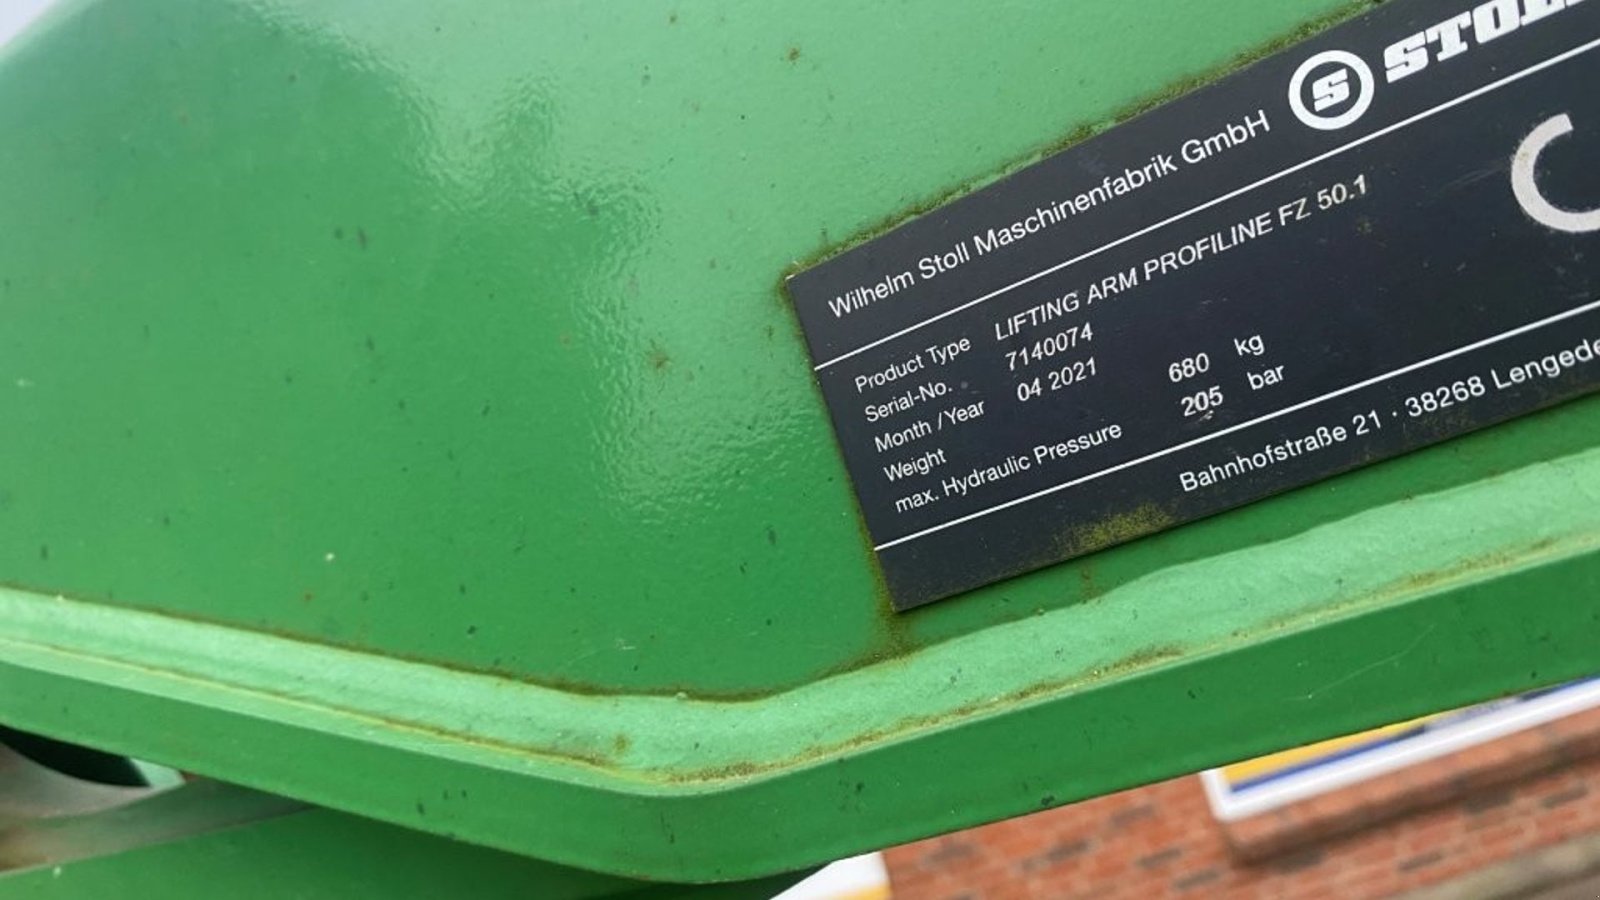 Wilhelm Stoll Maschinenfabrik GmbH S STOLL
Product Type LIFTING ARM PROFILINE FZ 50.1
Serial-No. 7140074
Month / Year 04 2021
Weight 680 kg
max. Hydraulic Pressure 205 bar
Bahnhofstraße 21 · 38268 Lengede